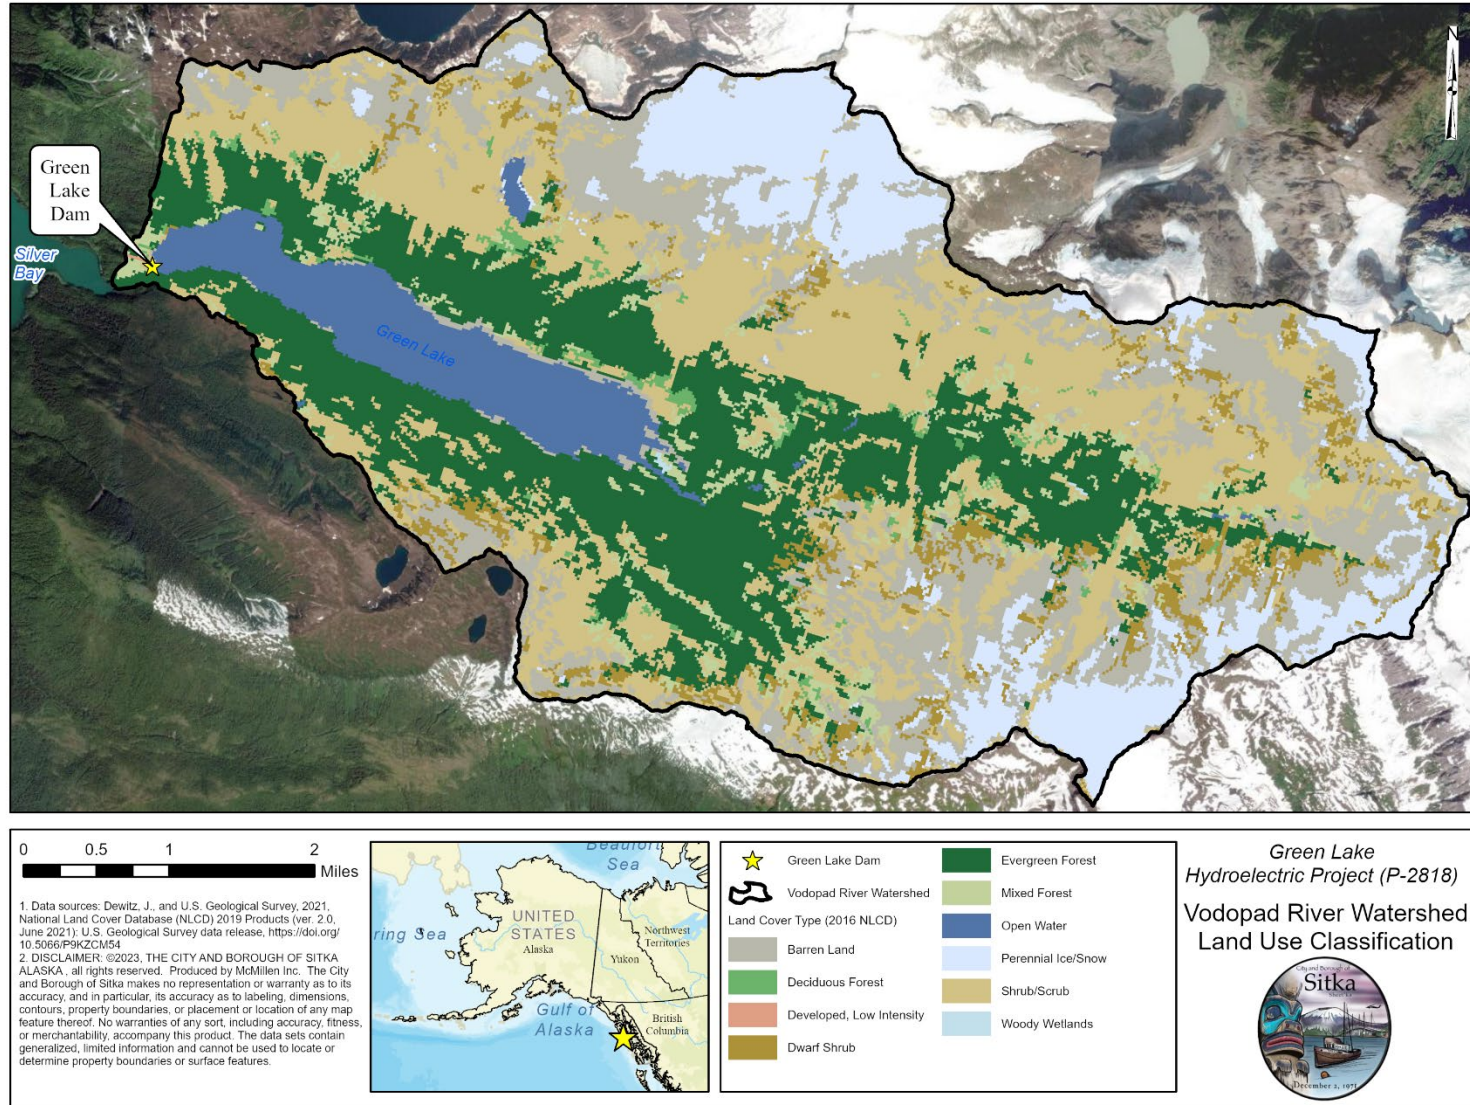 N
Green
Lake
Dam
Silver
Bay
Green Lake
0 0.5 1 2
Miles
1. Data sources: Dewitz, J., and U.S. Geological Survey, 2021,
National Land Cover Database (NLCD) 2019 Products (ver. 2.0,
June 2021): U.S. Geological Survey data release, https://doi.org/
10.5066/P9KZCM54
2. DISCLAIMER: ©2023, THE CITY AND BOROUGH OF SITKA
ALASKA , all rights reserved. Produced by McMillen Inc. The City
and Borough of Sitka makes no representation or warranty as to its
accuracy, and in particular, its accuracy as to labeling, dimensions,
contours, property boundaries, or placement or location of any map
feature thereof. No warranties of any sort, including accuracy, fitness,
or merchantability, accompany this product. The data sets contain
generalized, limited information and cannot be used to locate or
determine property boundaries or surface features.
Beaufort
Sea
ring Sea
UNITED
STATES
Alaska
Northwest
Territories
Yukon
Gulf of
Alaska
British
Columbia
Green Lake Dam
Vodopad River Watershed
Land Cover Type (2016 NLCD)
Barren Land
Deciduous Forest
Developed, Low Intensity
Dwarf Shrub
Evergreen Forest
Mixed Forest
Open Water
Perennial Ice/Snow
Shrub/Scrub
Woody Wetlands
Green Lake
Hydroelectric Project (P-2818)
Vodopad River Watershed
Land Use Classification
City and Borough of
Sitka
December 2, 1971